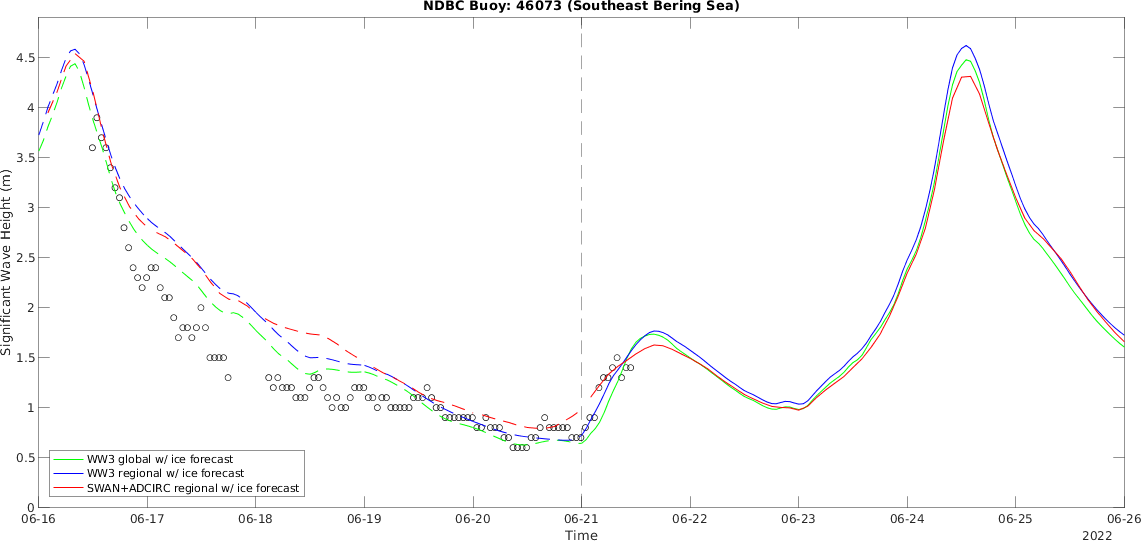 NDBC Buoy: 46073 (Southeast Bering Sea)
4.5
4
3.5
3
2.5
2
1.5
1
0.5
0
Significant Wave Height (m)
WW3 global w/ ice forecast
WW3 regional w/ ice forecast
SWAN+ADCIRC regional w/ ice forecast
06-16 06-17 06-18 06-19 06-20 06-21 06-22 06-23 06-24 06-25 06-26
Time
2022